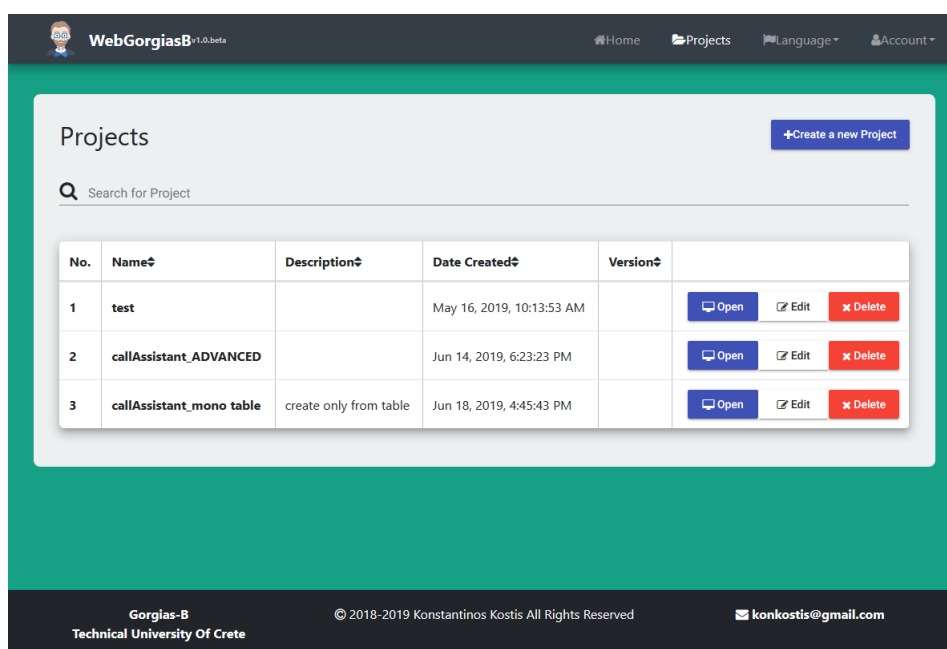 WebGorgiasB v1.0.beta Home Projects Language Account
Projects
+Create a new Project
Search for Project
No. Name Description Date Created Version
1 test May 16, 2019, 10:13:53 AM Open Edit Delete
2 callAssistant_ADVANCED Jun 14, 2019, 6:23:23 PM Open Edit Delete
3 callAssistant_mono table create only from table Jun 18, 2019, 4:45:43 PM Open Edit Delete
Gorgias-B © 2018-2019 Konstantinos Kostis All Rights Reserved konkostis@gmail.com
Technical University Of Crete